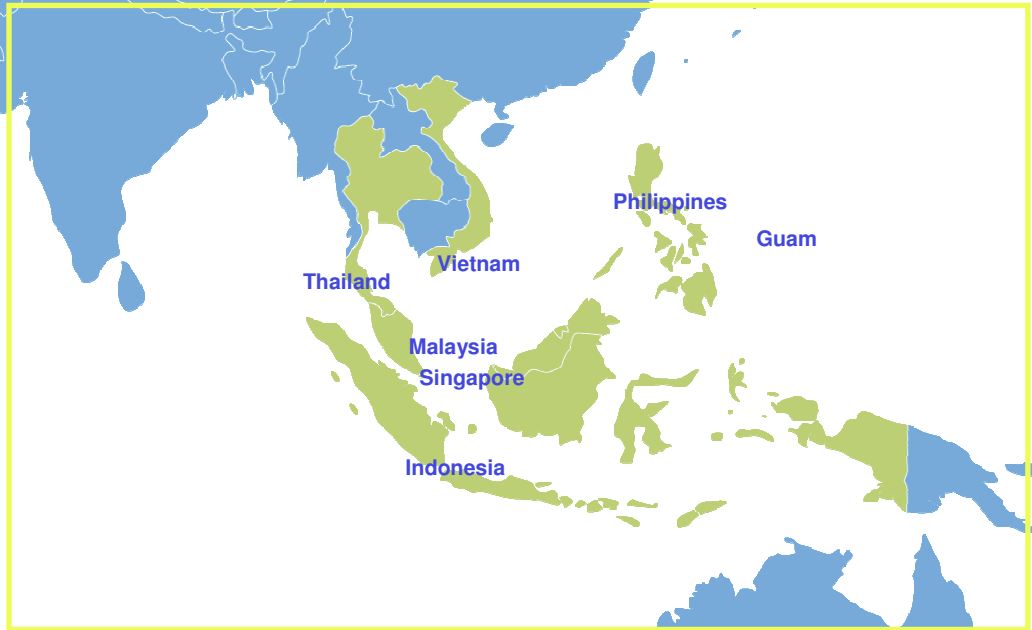 Philippines
Guam
Vietnam
Thailand
Malaysia
Singapore
Indonesia